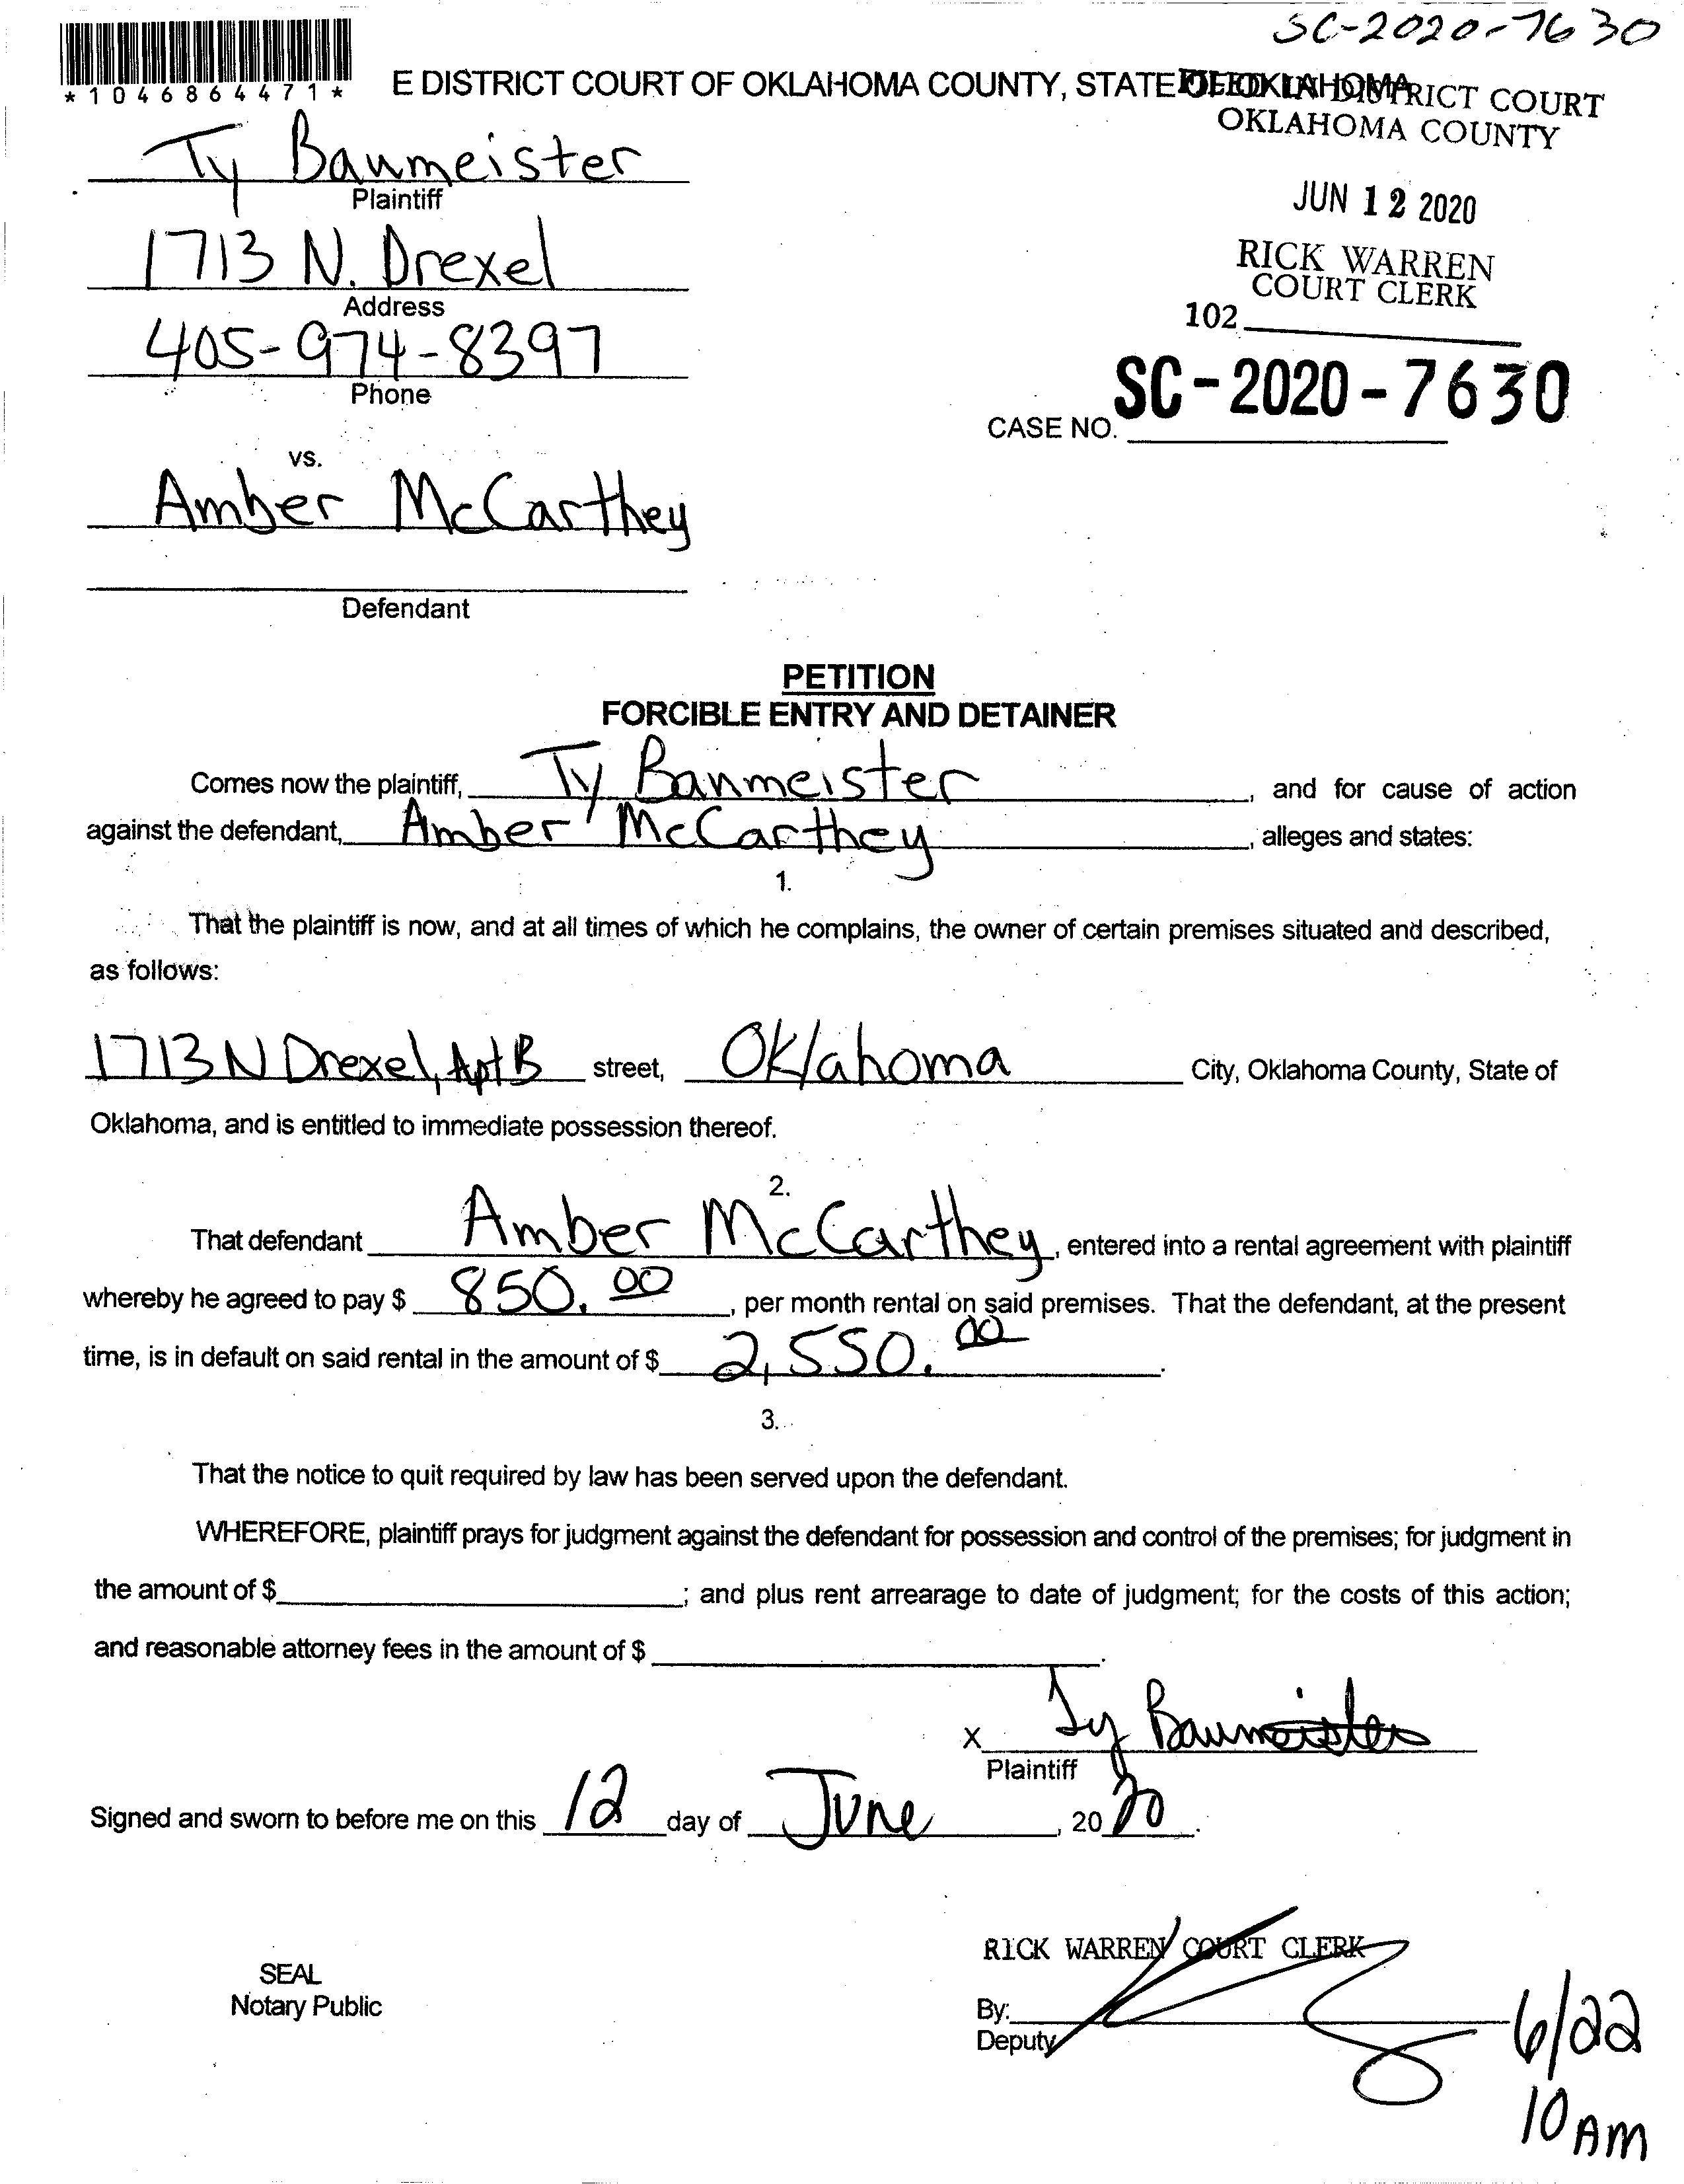 SC-2020-7630
*1046864471*
E DISTRICT COURT OF OKLAHOMA COUNTY, STATE OF OKLAHOMA
FILED IN DISTRICT COURT
OKLAHOMA COUNTY
Ty Baumeister
Plaintiff
JUN 12 2020
1713 N. Drexel
Address
RICK WARREN
COURT CLERK
102
405-974-8397
Phone
CASE NO. SC-2020-7630
vs.
Amber McCarthey
Defendant
PETITION
FORCIBLE ENTRY AND DETAINER
Comes now the plaintiff, Ty Baumeister, and for cause of action
against the defendant, Amber McCarthey, alleges and states:
1.
That the plaintiff is now, and at all times of which he complains, the owner of certain premises situated and described,
as follows:
1713 N Drexel, Apt B street, Oklahoma City, Oklahoma County, State of
Oklahoma, and is entitled to immediate possession thereof.
2.
That defendant Amber McCarthey, entered into a rental agreement with plaintiff
whereby he agreed to pay $ 850.00, per month rental on said premises. That the defendant, at the present
time, is in default on said rental in the amount of $ 2,550.00.
3.
That the notice to quit required by law has been served upon the defendant.
WHEREFORE, plaintiff prays for judgment against the defendant for possession and control of the premises; for judgment in
the amount of $ ; and plus rent arrearage to date of judgment; for the costs of this action;
and reasonable attorney fees in the amount of $ .
X Ty Baumeister
Plaintiff
Signed and sworn to before me on this 12 day of June, 2020.
RICK WARREN COURT CLERK
SEAL
Notary Public
By:
Deputy
6/22
10 AM